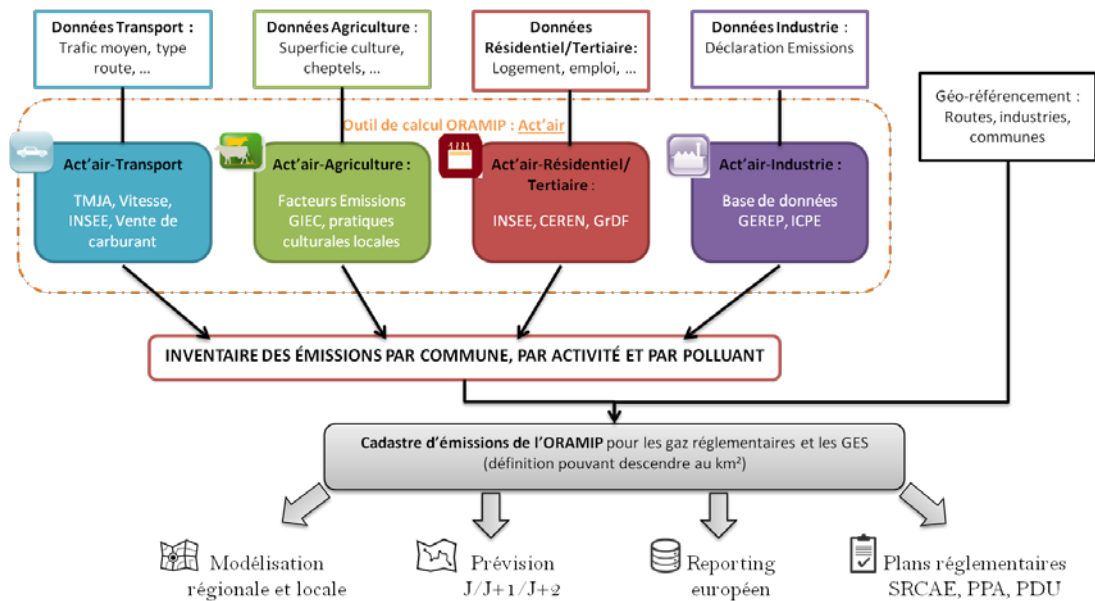 Données Transport :
Trafic moyen, type
route, ...
Données Agriculture :
Superficie culture,
cheptels, ...
Données
Résidentiel/Tertiaire:
Logement, emploi, ...
Données Industrie :
Déclaration Emissions
Géo-référencement :
Routes, industries,
communes
Outil de calcul ORAMIP : Act'air
Act'air-Transport
TMJA, Vitesse,
INSEE, Vente de
carburant
Act'air-Agriculture :
Facteurs Emissions
GIEC, pratiques
culturales locales
Act'air-Résidentiel/
Tertiaire :
INSEE, CEREN, GrDF
Act'air-Industrie :
Base de données
GEREP, ICPE
INVENTAIRE DES ÉMISSIONS PAR COMMUNE, PAR ACTIVITÉ ET PAR POLLUANT
Cadastre d'émissions de l'ORAMIP pour les gaz réglementaires et les GES
(définition pouvant descendre au km²)
Modélisation
régionale et locale
Prévision
J/J+1/J+2
Reporting
européen
Plans réglementaires
SRCAE, PPA, PDU